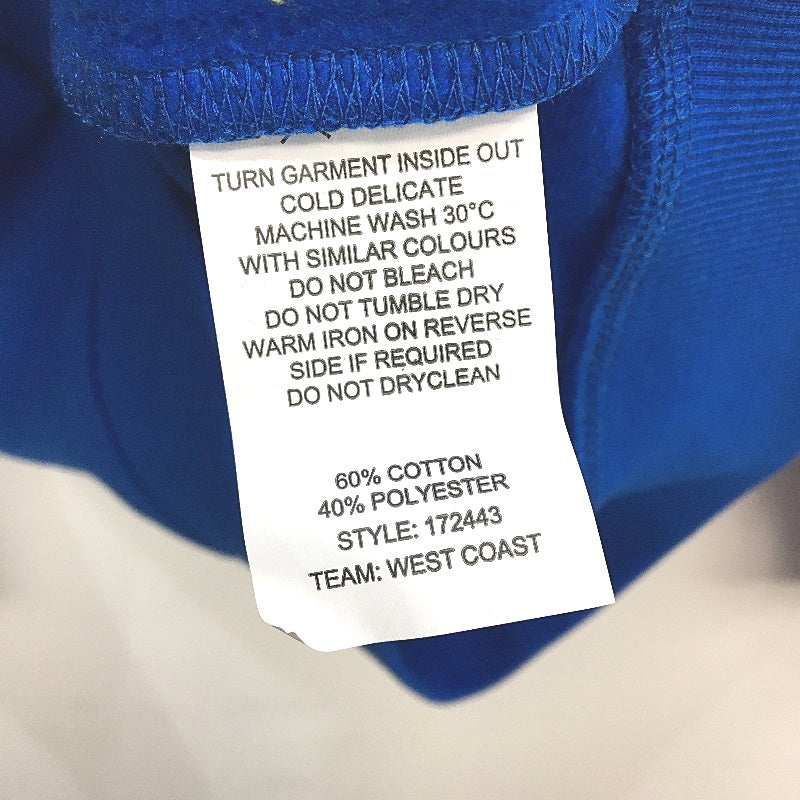 TURN GARMENT INSIDE OUT
COLD DELICATE
MACHINE WASH 30°C
WITH SIMILAR COLOURS
DO NOT BLEACH
DO NOT TUMBLE DRY
WARM IRON ON REVERSE
SIDE IF REQUIRED
DO NOT DRYCLEAN
60% COTTON
40% POLYESTER
STYLE: 172443
TEAM: WEST COAST